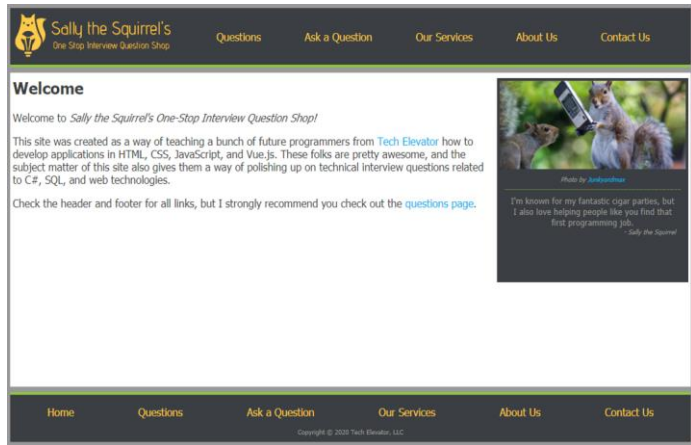 Sally the Squirrel's
One Stop Interview Question Shop
Questions
Ask a Question
Our Services
About Us
Contact Us
Welcome
Welcome to Sally the Squirrel's One-Stop Interview Question Shop!
This site was created as a way of teaching a bunch of future programmers from Tech Elevator how to
develop applications in HTML, CSS, JavaScript, and Vue.js. These folks are pretty awesome, and the
subject matter of this site also gives them a way of polishing up on technical interview questions related
to C#, SQL, and web technologies.
Check the header and footer for all links, but I strongly recommend you check out the questions page.
Photo by Junkyardmax
I'm known for my fantastic cigar parties, but
I also love helping people like you find that
first programming job.
- Sally the Squirrel
Home
Questions
Ask a Question
Our Services
About Us
Contact Us
Copyright © 2020 Tech Elevator, LLC